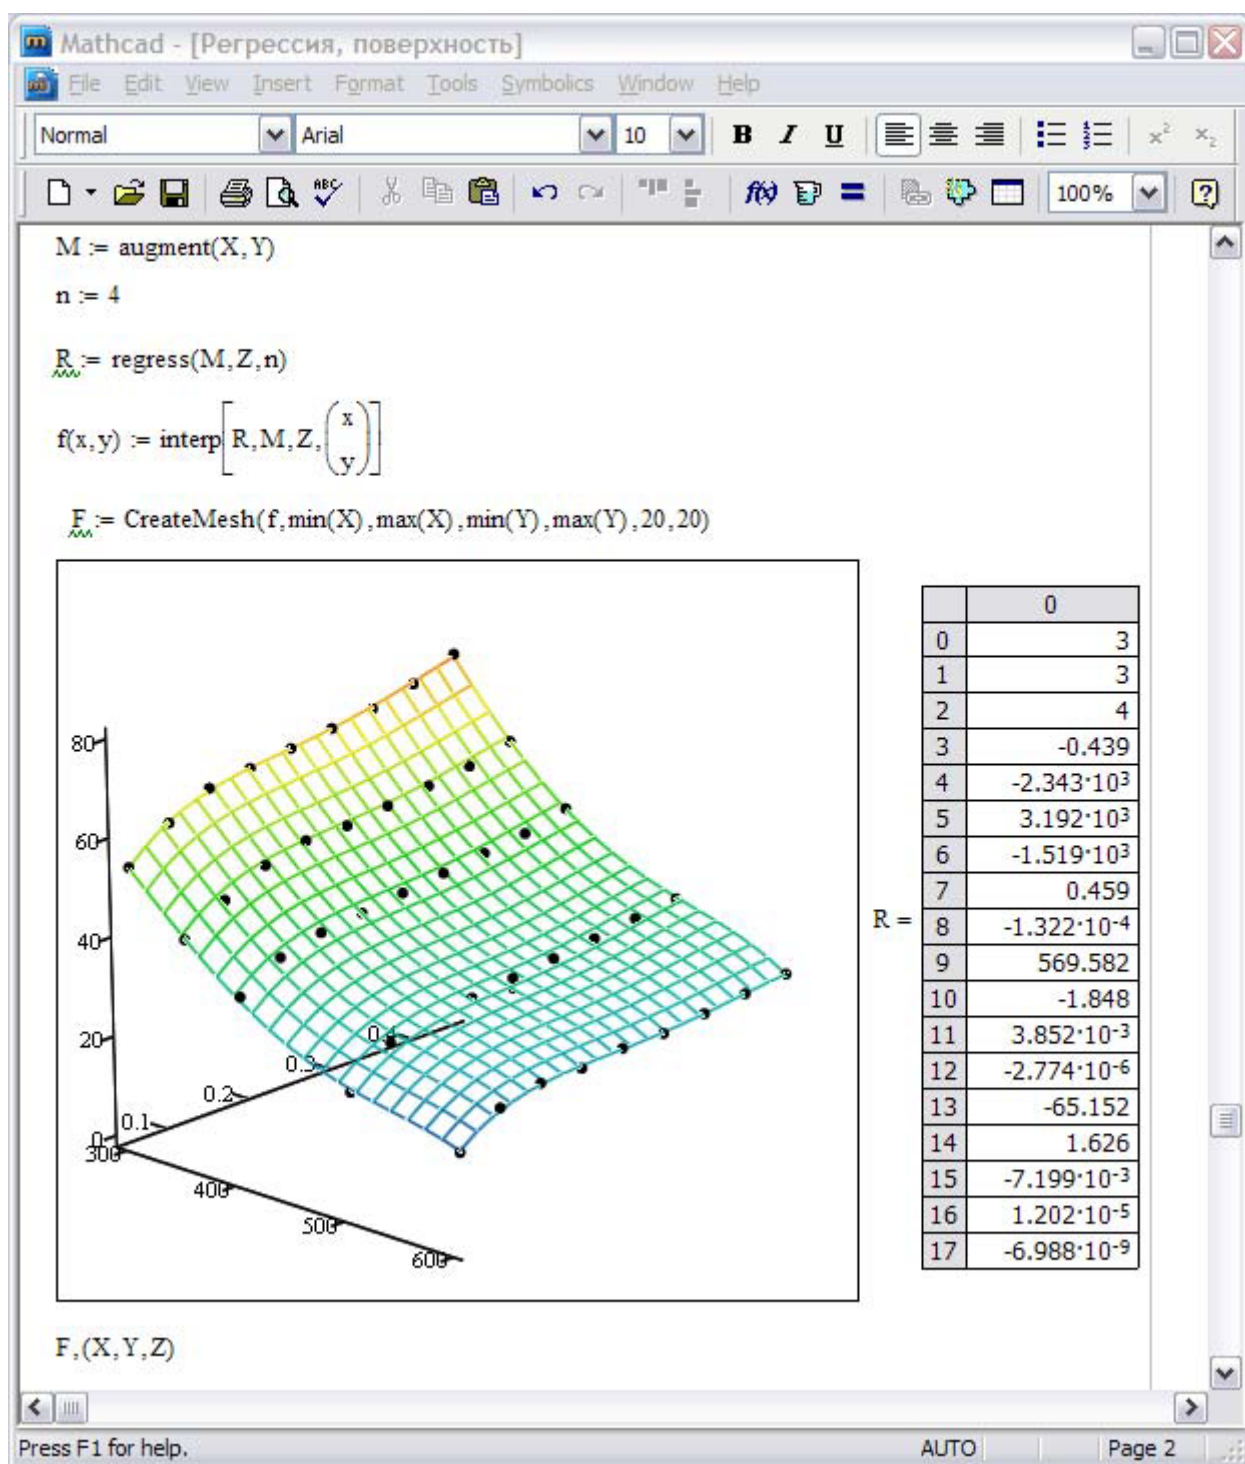 Mathcad - [Регрессия, поверхность]
File Edit View Insert Format Tools Symbolics Window Help
Normal Arial 10 B I U x² x₂
ABC f(x) = 100% ?
M := augment(X,Y)
n := 4
R := regress(M,Z,n)
f(x,y) := interp[R,M,Z,(x
y)]
F := CreateMesh(f,min(X),max(X),min(Y),max(Y),20,20)
80
60
40
20
0
0.1
0.2
0.3
0.4
300
400
500
600
R =
0
0 3
1 3
2 4
3 -0.439
4 -2.343·10³
5 3.192·10³
6 -1.519·10³
7 0.459
8 -1.322·10⁻⁴
9 569.582
10 -1.848
11 3.852·10⁻³
12 -2.774·10⁻⁶
13 -65.152
14 1.626
15 -7.199·10⁻³
16 1.202·10⁻⁵
17 -6.988·10⁻⁹
F,(X,Y,Z)
Press F1 for help. AUTO Page 2